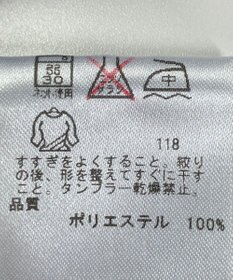 30
ネット使用
中
118
すすぎをよくすること。絞り
の後、形を整えてすぐに干す
こと。タンブラー乾燥禁止。
品質
ポリエステル 100%